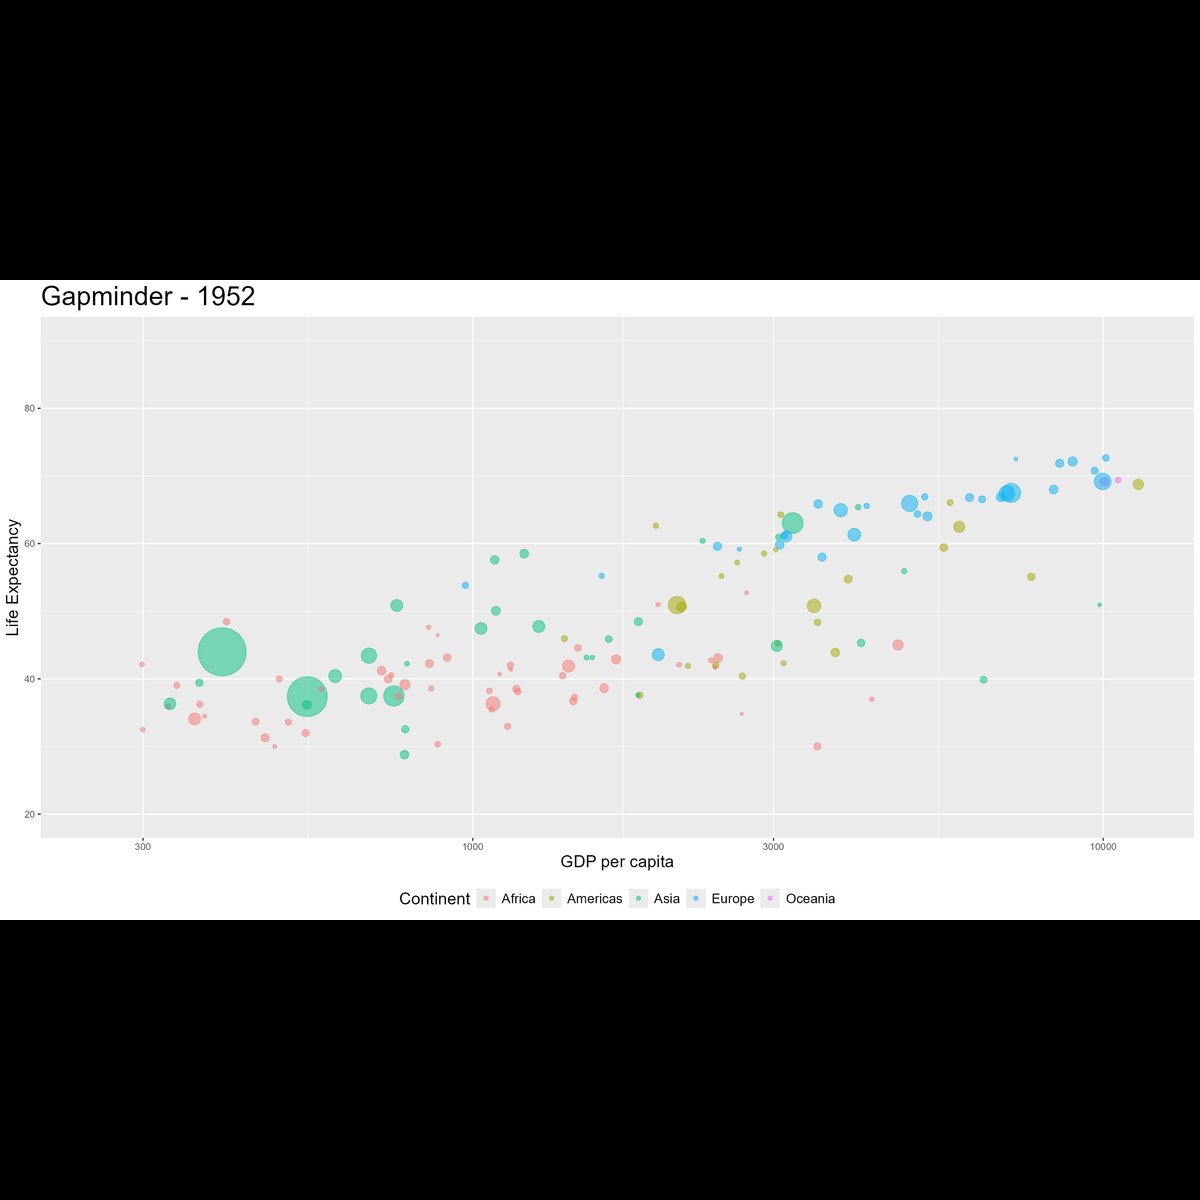 Gapminder - 1952
Life Expectancy
80
60
40
20
300 1000 3000 10000
GDP per capita
Continent Africa Americas Asia Europe Oceania